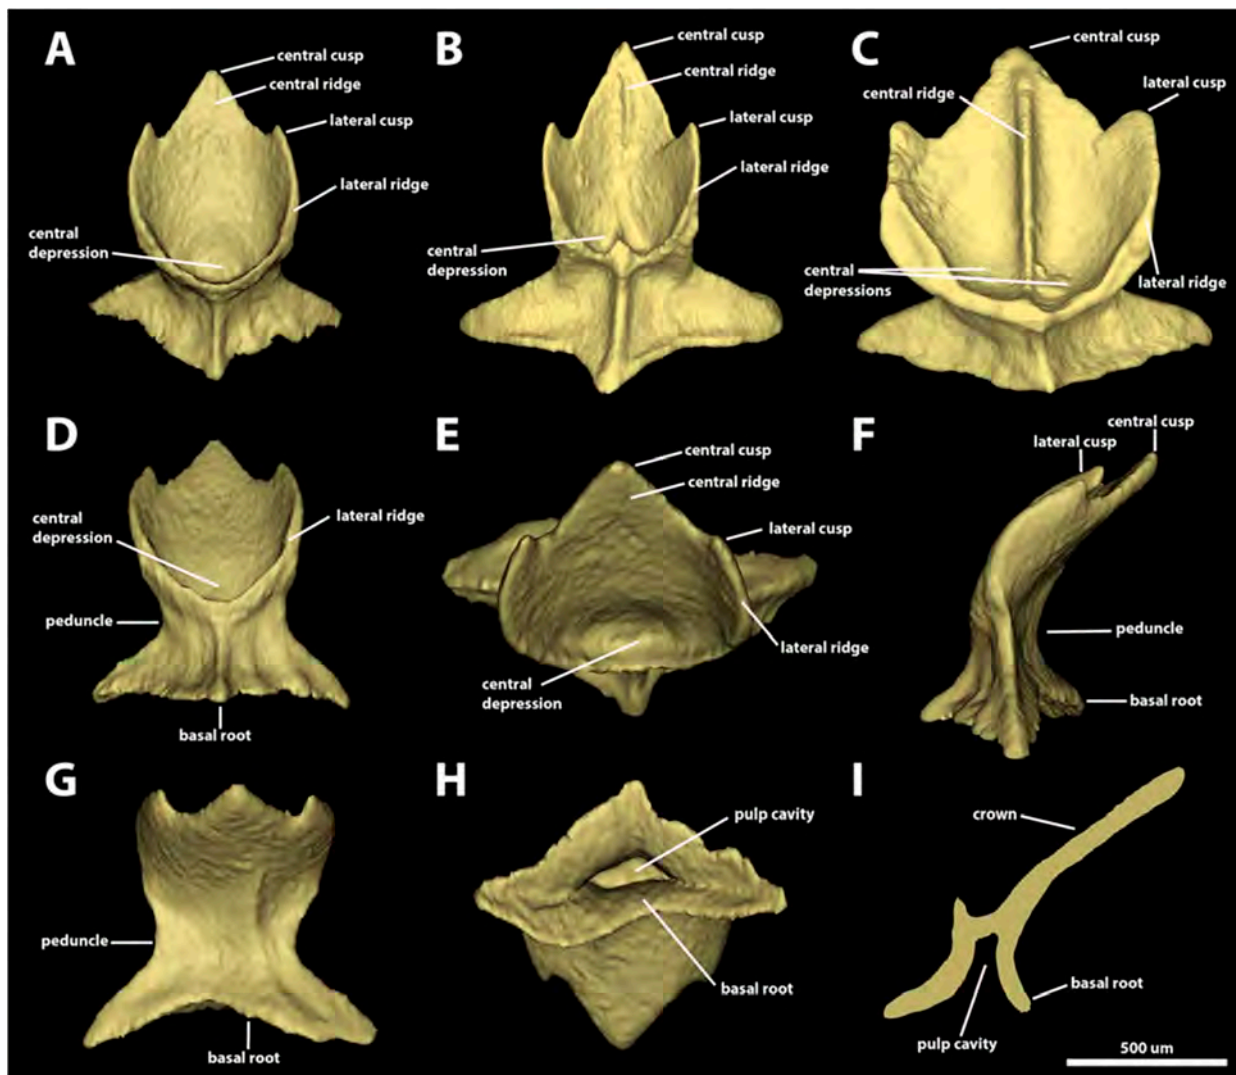 A
central cusp
central ridge
lateral cusp
lateral ridge
central
depression
B
central cusp
central ridge
lateral cusp
lateral ridge
central
depression
C
central cusp
central ridge
lateral cusp
central
depressions
lateral ridge
D
central
depression
lateral ridge
peduncle
basal root
E
central cusp
central ridge
lateral cusp
lateral ridge
central
depression
F
central cusp
lateral cusp
peduncle
basal root
G
peduncle
basal root
H
pulp cavity
basal root
I
crown
basal root
pulp cavity
500 um